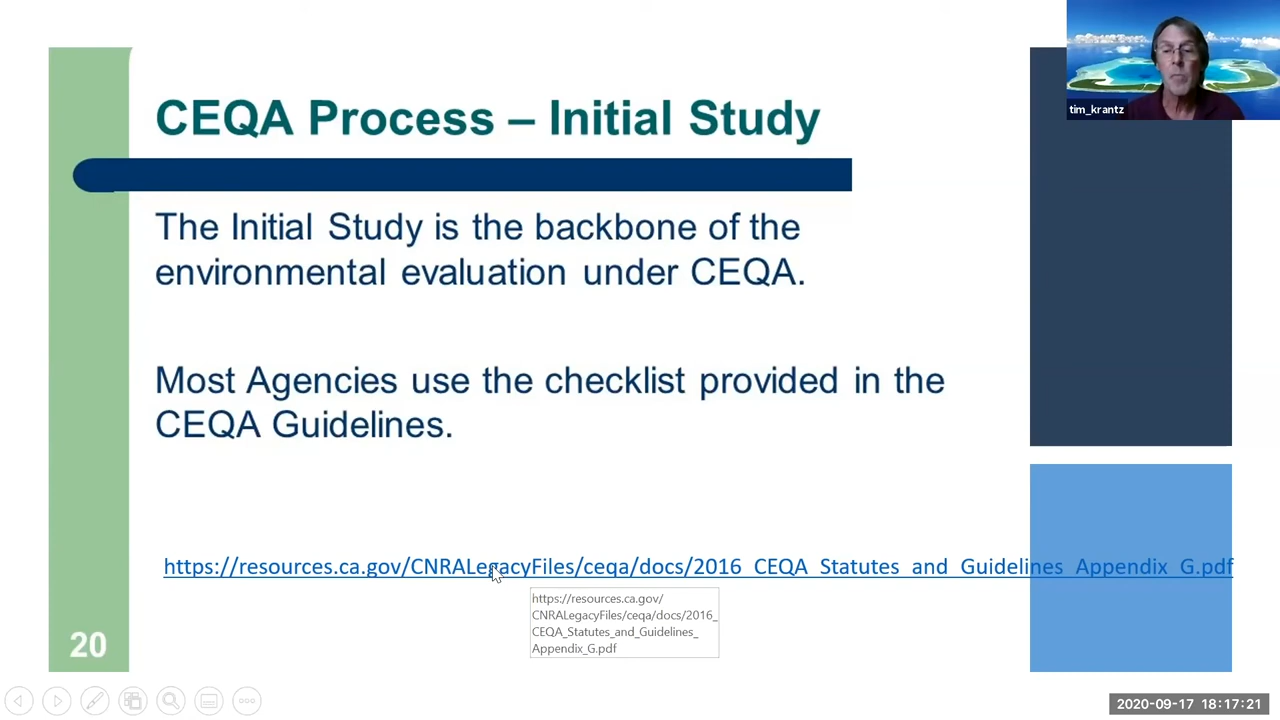 CEQA Process – Initial Study
tim_krantz
The Initial Study is the backbone of the
environmental evaluation under CEQA.
Most Agencies use the checklist provided in the
CEQA Guidelines.
https://resources.ca.gov/CNRALegacyFiles/ceqa/docs/2016_CEQA_Statutes_and_Guidelines_Appendix_G.pdf
https://resources.ca.gov/
CNRALegacyFiles/ceqa/docs/2016_
CEQA_Statutes_and_Guidelines_
Appendix_G.pdf
20
2020-09-17 18:17:21